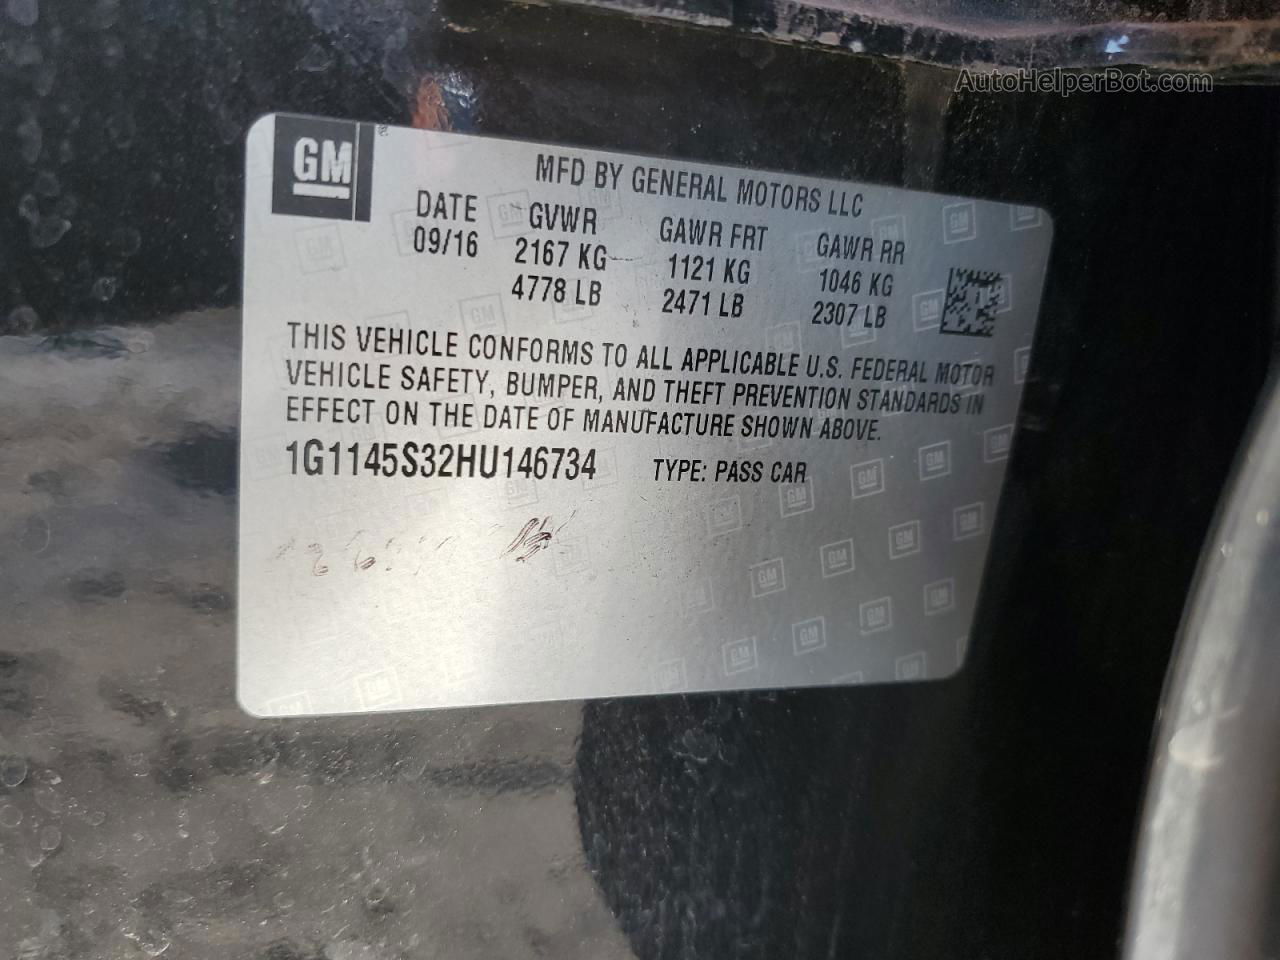 AutoHelperBot.com
GM
MFD BY GENERAL MOTORS LLC
DATE GVWR GAWR FRT GAWR RR
09/16 2167 KG 1121 KG 1046 KG
4778 LB 2471 LB 2307 LB
THIS VEHICLE CONFORMS TO ALL APPLICABLE U.S. FEDERAL MOTOR
VEHICLE SAFETY, BUMPER, AND THEFT PREVENTION STANDARDS IN
EFFECT ON THE DATE OF MANUFACTURE SHOWN ABOVE.
1G1145S32HU146734 TYPE: PASS CAR